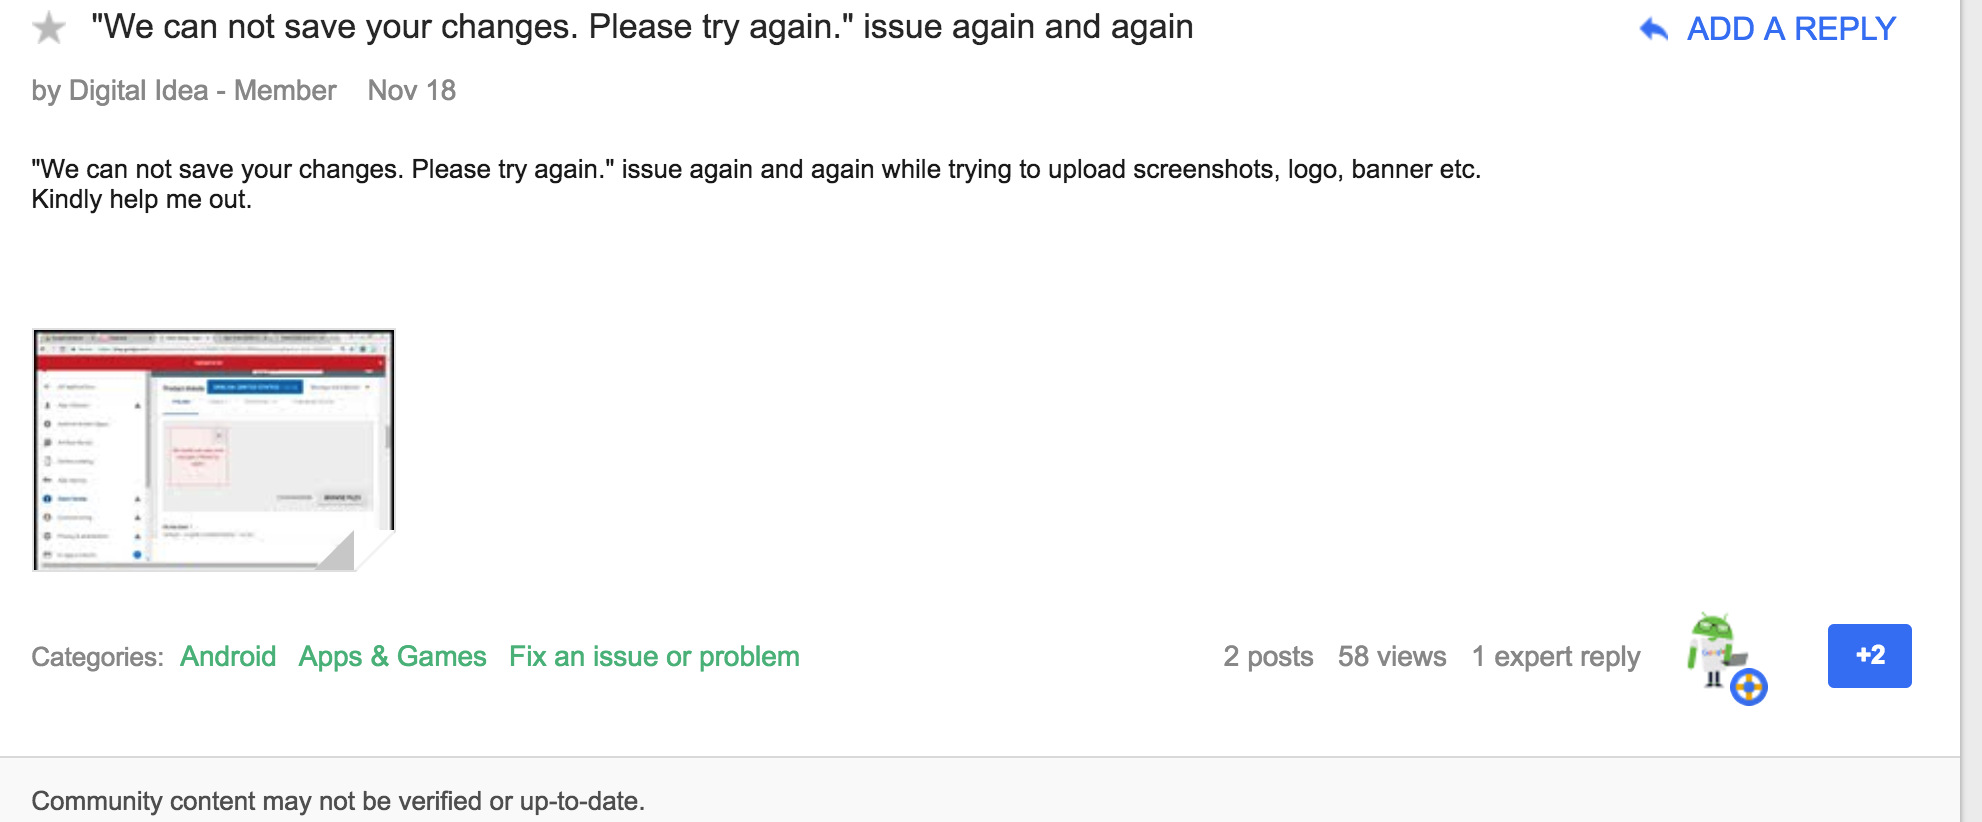 "We can not save your changes. Please try again." issue again and again
ADD A REPLY
by Digital Idea - Member Nov 18
"We can not save your changes. Please try again." issue again and again while trying to upload screenshots, logo, banner etc.
Kindly help me out.
Categories: Android Apps & Games Fix an issue or problem
2 posts 58 views 1 expert reply
+2
Community content may not be verified or up-to-date.